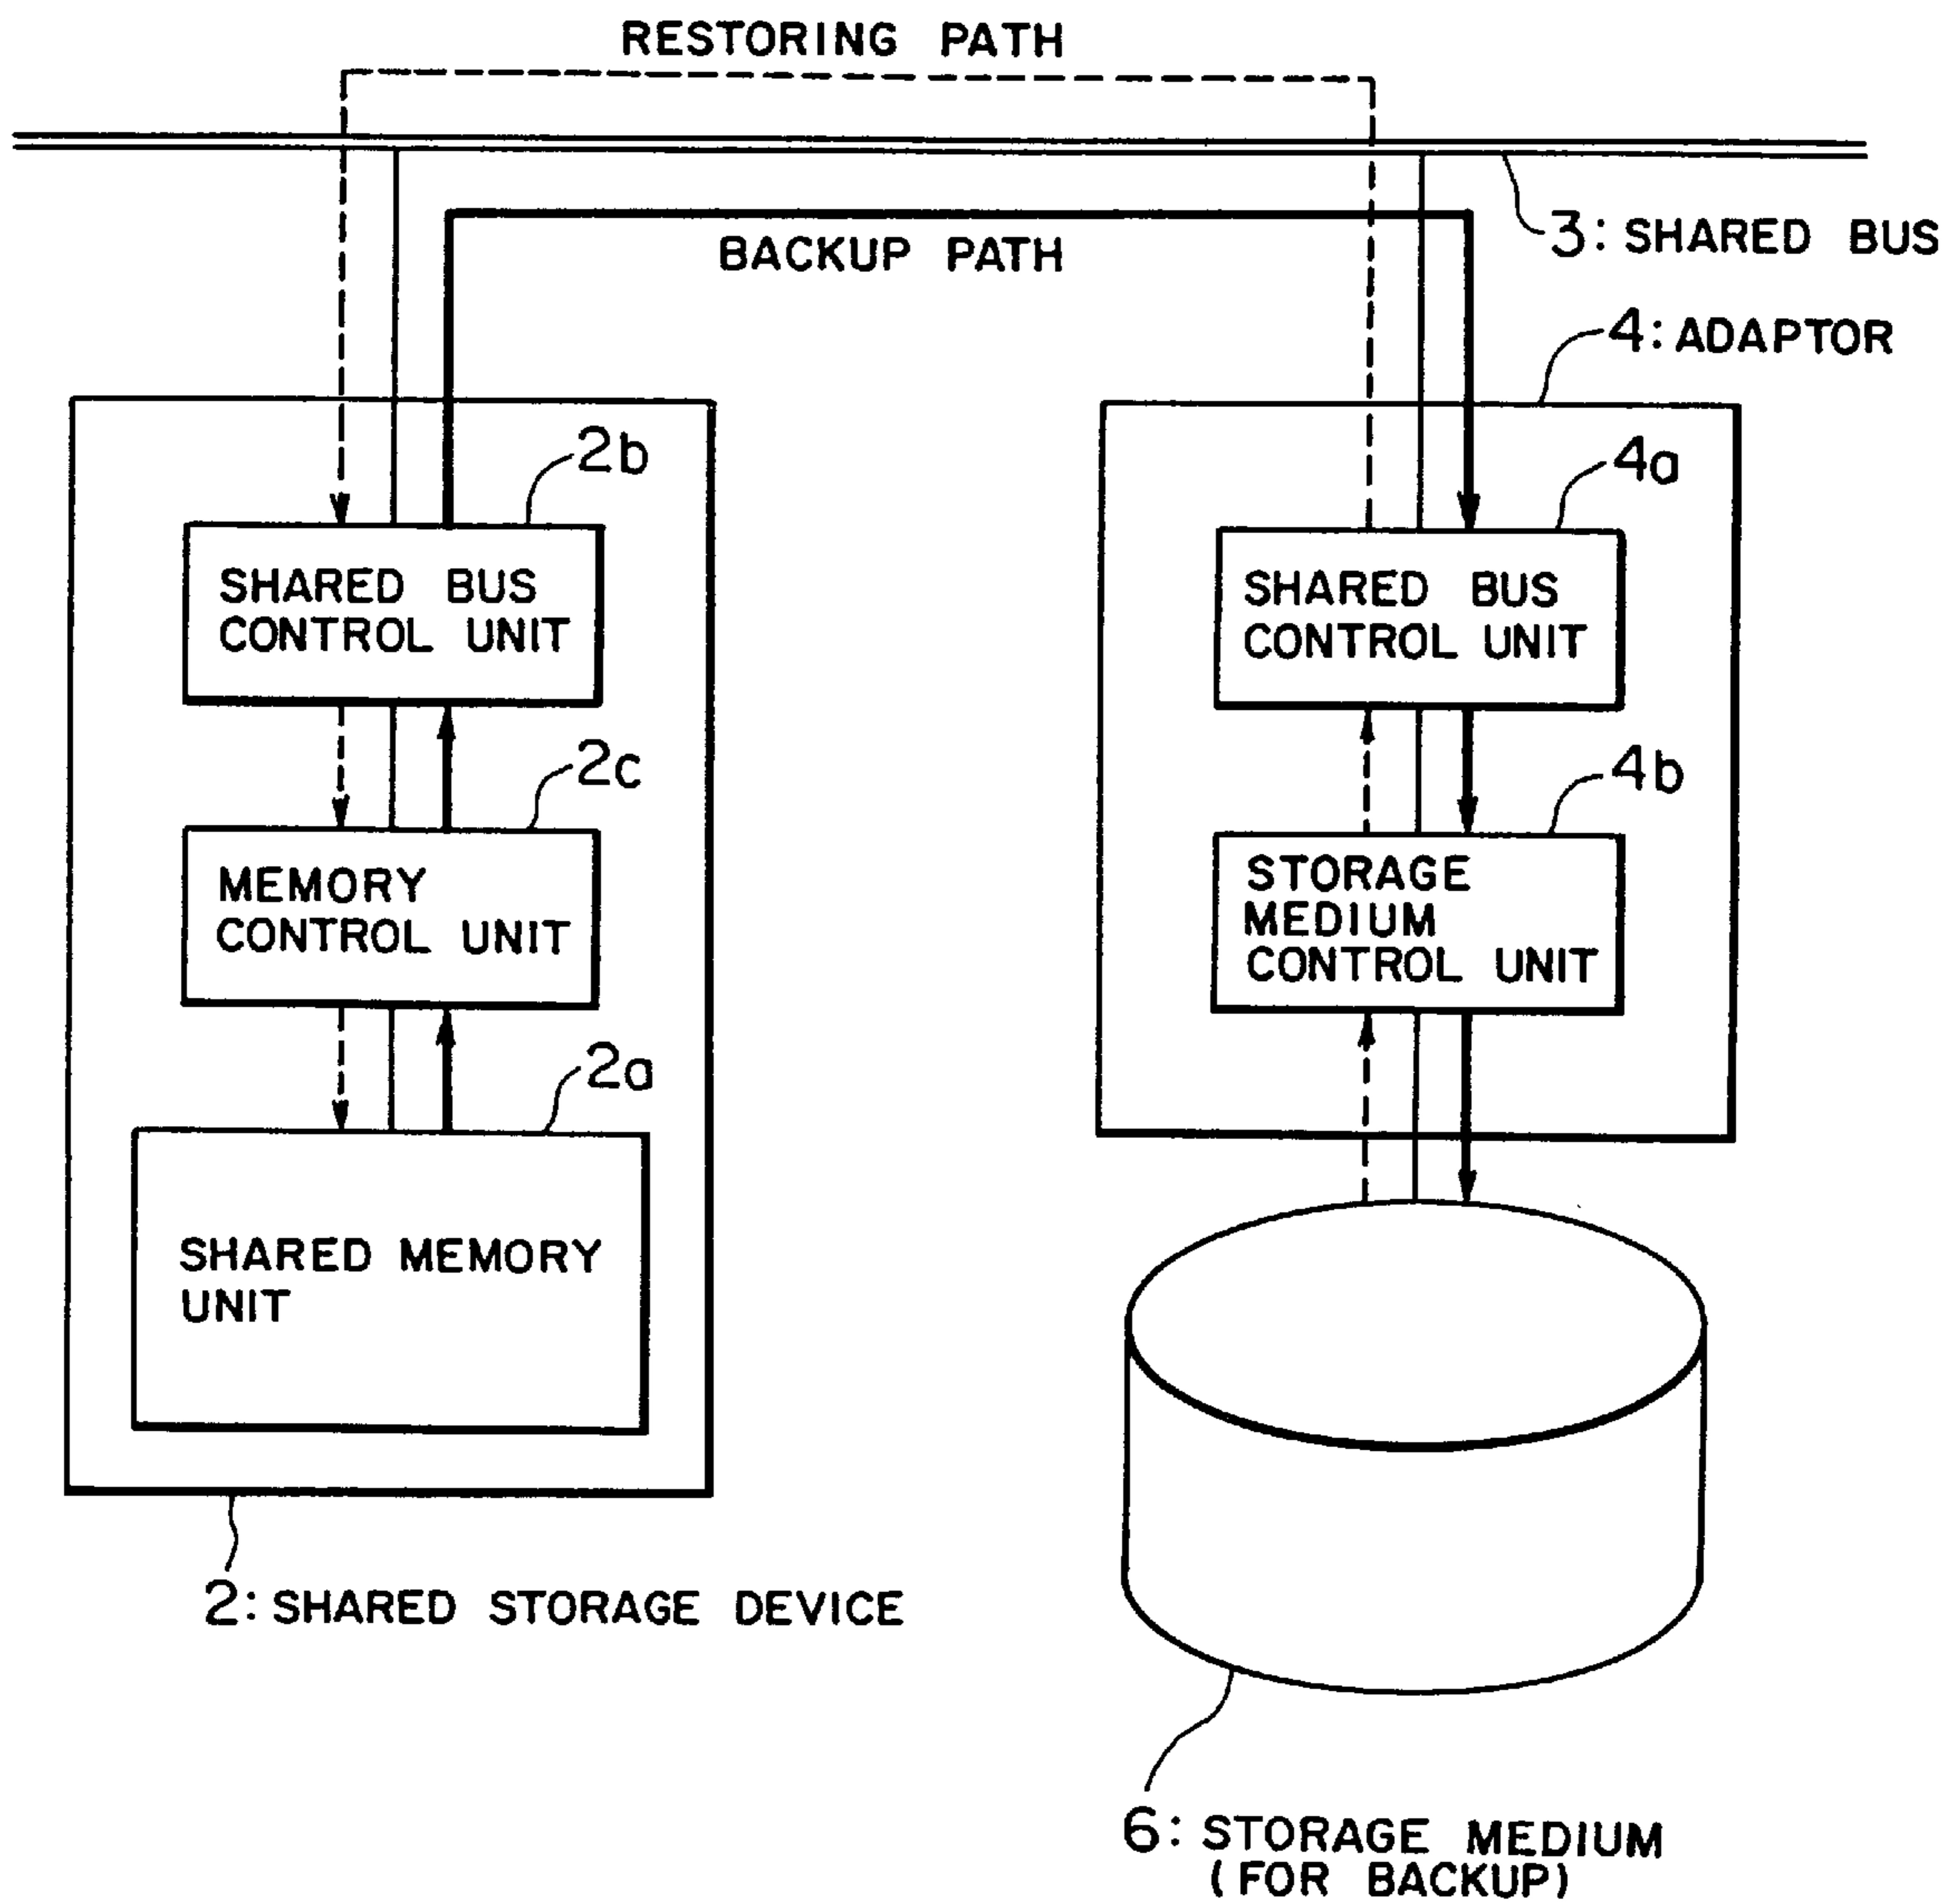 RESTORING PATH
BACKUP PATH
3: SHARED BUS
4: ADAPTOR
2b
SHARED BUS
CONTROL UNIT
2c
MEMORY
CONTROL UNIT
2a
SHARED MEMORY
UNIT
2: SHARED STORAGE DEVICE
4a
SHARED BUS
CONTROL UNIT
4b
STORAGE
MEDIUM
CONTROL UNIT
6: STORAGE MEDIUM
(FOR BACKUP)